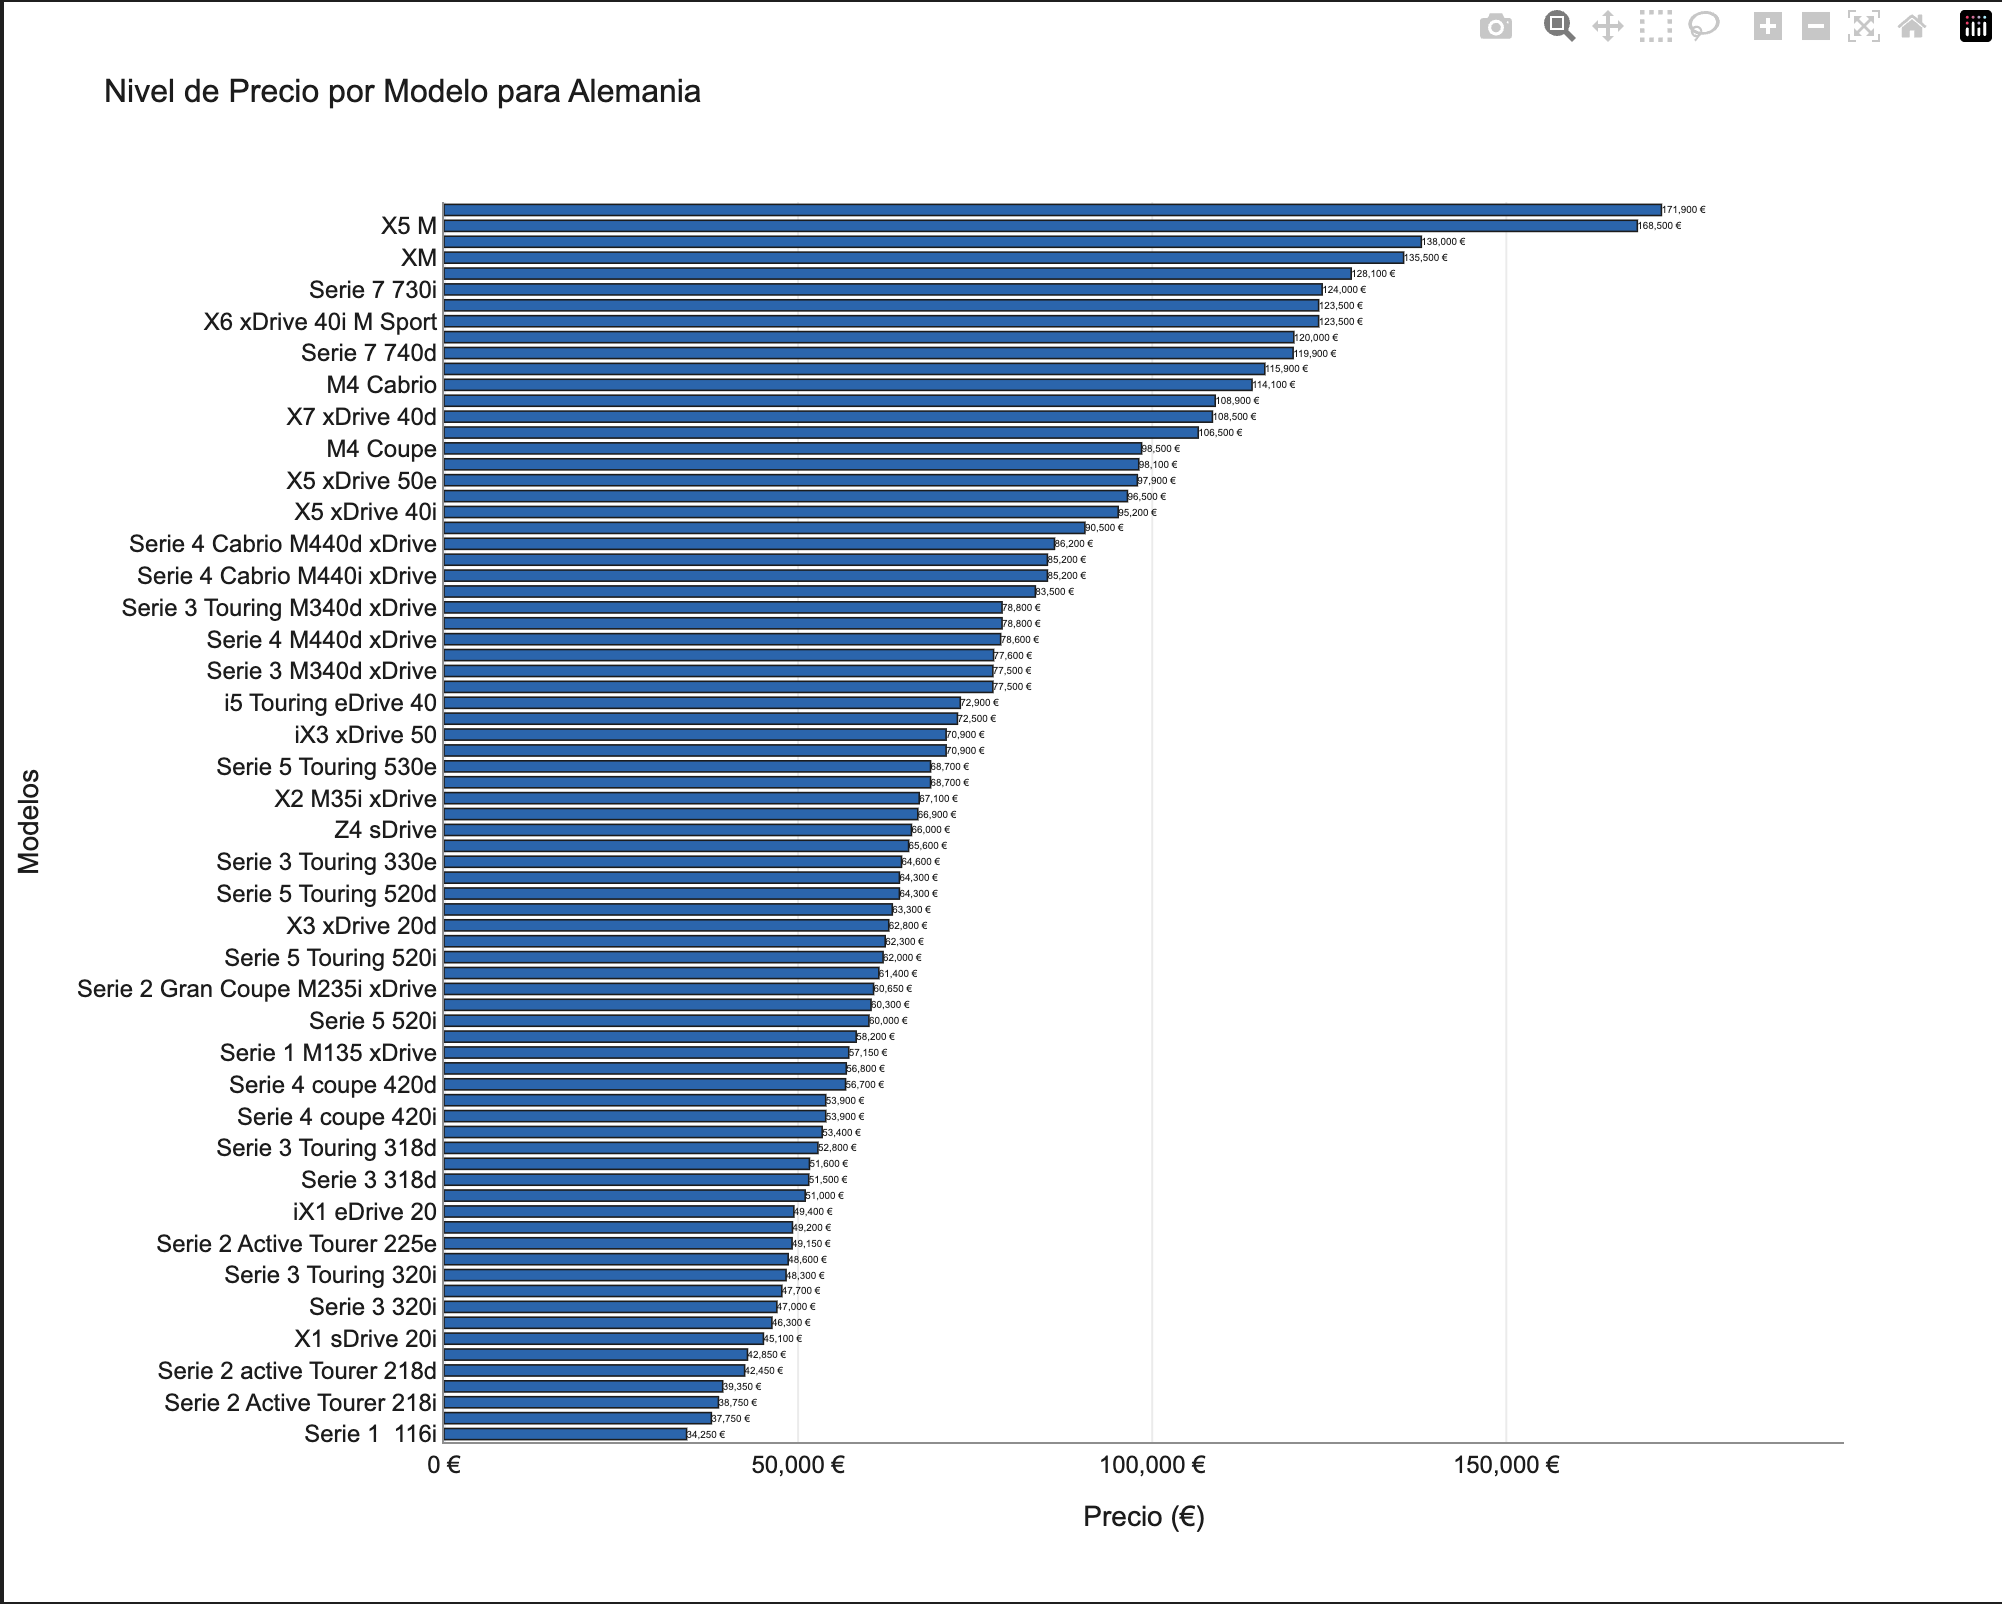 Nivel de Precio por Modelo para Alemania
171,900 €
X5 M 168,500 €
138,000 €
XM 135,500 €
128,100 €
Serie 7 730i 124,000 €
123,500 €
X6 xDrive 40i M Sport 123,500 €
120,000 €
Serie 7 740d 119,900 €
115,900 €
M4 Cabrio 114,100 €
108,900 €
X7 xDrive 40d 108,500 €
106,500 €
M4 Coupe 98,500 €
98,100 €
X5 xDrive 50e 97,900 €
96,500 €
X5 xDrive 40i 95,200 €
90,500 €
Serie 4 Cabrio M440d xDrive 86,200 €
85,200 €
Serie 4 Cabrio M440i xDrive 85,200 €
83,500 €
Serie 3 Touring M340d xDrive 78,800 €
78,800 €
Serie 4 M440d xDrive 78,600 €
77,600 €
Serie 3 M340d xDrive 77,500 €
77,500 €
i5 Touring eDrive 40 72,900 €
72,500 €
iX3 xDrive 50 70,900 €
70,900 €
Serie 5 Touring 530e 68,700 €
68,700 €
X2 M35i xDrive 67,100 €
66,900 €
Z4 sDrive 66,000 €
65,600 €
Serie 3 Touring 330e 64,600 €
64,300 €
Serie 5 Touring 520d 64,300 €
63,300 €
X3 xDrive 20d 62,800 €
62,300 €
Serie 5 Touring 520i 62,000 €
61,400 €
Serie 2 Gran Coupe M235i xDrive 60,650 €
60,300 €
Serie 5 520i 60,000 €
58,200 €
Serie 1 M135 xDrive 57,150 €
56,800 €
Serie 4 coupe 420d 56,700 €
53,900 €
Serie 4 coupe 420i 53,900 €
53,400 €
Serie 3 Touring 318d 52,800 €
51,600 €
Serie 3 318d 51,500 €
51,000 €
iX1 eDrive 20 49,400 €
49,200 €
Serie 2 Active Tourer 225e 49,150 €
48,600 €
Serie 3 Touring 320i 48,300 €
47,700 €
Serie 3 320i 47,000 €
46,300 €
X1 sDrive 20i 45,100 €
42,850 €
Serie 2 active Tourer 218d 42,450 €
39,350 €
Serie 2 Active Tourer 218i 38,750 €
37,750 €
Serie 1  116i 34,250 €
Modelos
0 € 50,000 € 100,000 € 150,000 €
Precio (€)